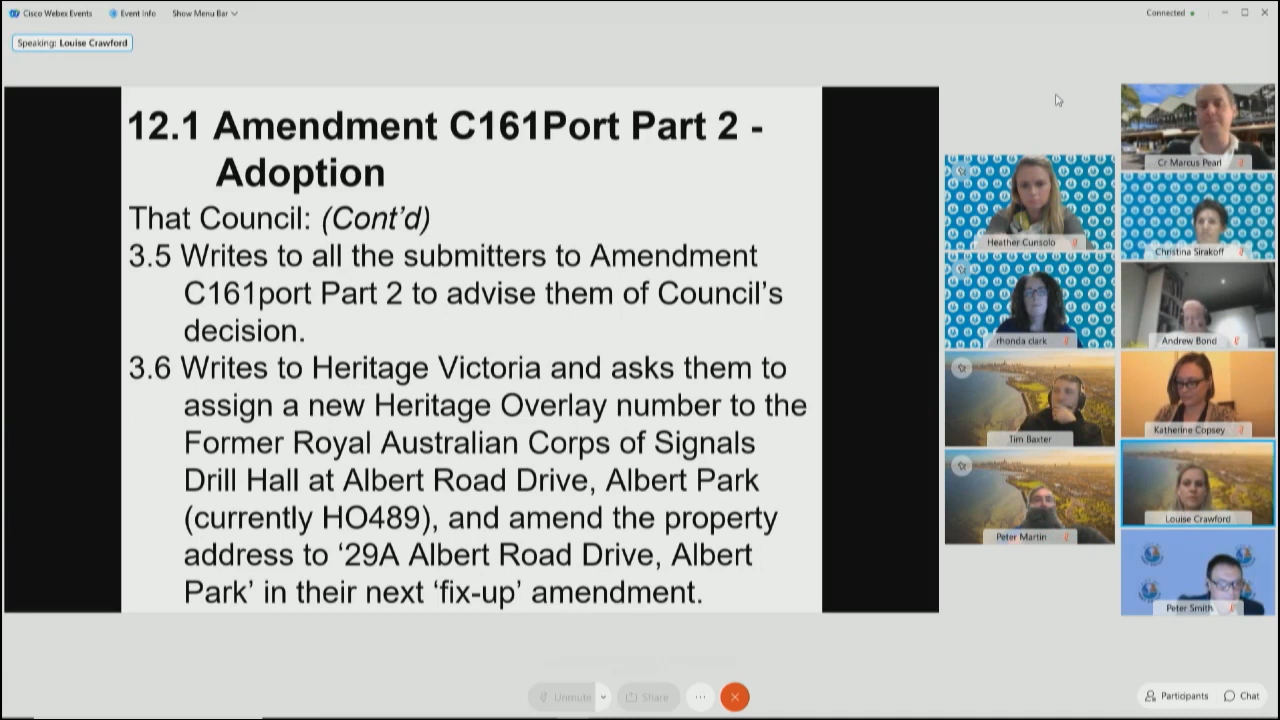 Cisco Webex Events
Event Info
Show Menu Bar
Connected
Speaking: Louise Crawford
12.1 Amendment C161Port Part 2 -
Adoption
That Council: (Cont'd)
3.5 Writes to all the submitters to Amendment
C161port Part 2 to advise them of Council's
decision.
3.6 Writes to Heritage Victoria and asks them to
assign a new Heritage Overlay number to the
Former Royal Australian Corps of Signals
Drill Hall at Albert Road Drive, Albert Park
(currently HO489), and amend the property
address to '29A Albert Road Drive, Albert
Park' in their next 'fix-up' amendment.
Cr Marcus Pearl
Heather Cunsolo
Christina Sirakoff
rhonda clark
Andrew Bond
Tim Baxter
Katherine Copsey
Peter Martin
Louise Crawford
Peter Smith
Unmute
Share
Participants
Chat